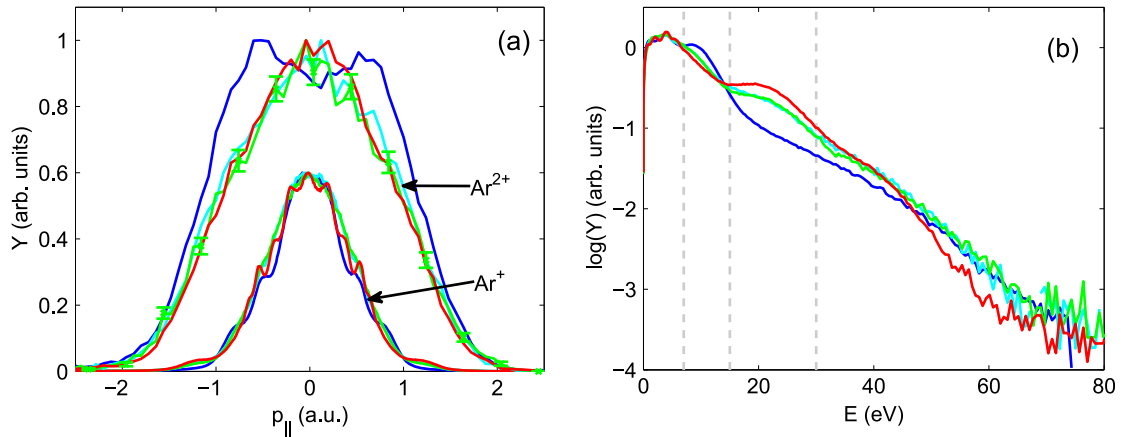 (a)
1
0.8
0.6
0.4
0.2
0
Y (arb. units)
Ar2+
Ar+
−2
−1
0
1
2
p|| (a.u.)
(b)
0.0
−1
−2
−3
−4
log(Y) (arb. units)
0
20
40
60
80
E (eV)